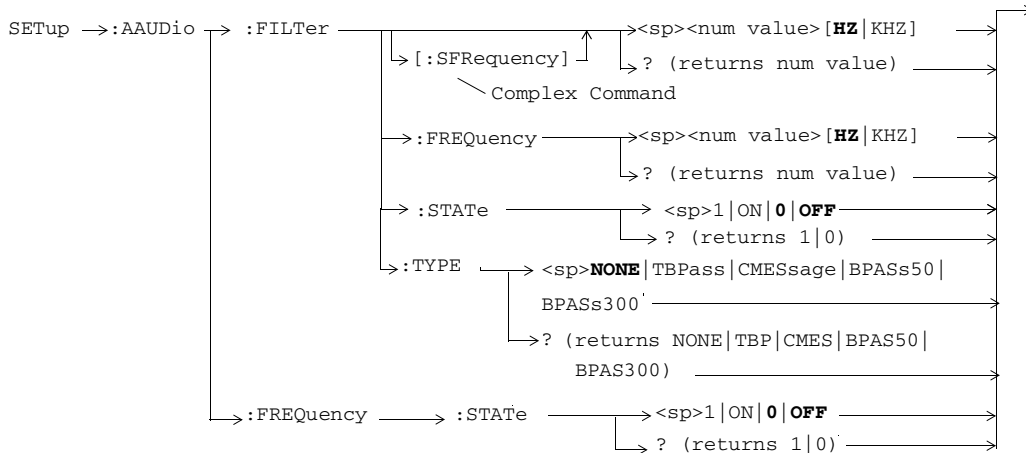 SETup :AAUDio :FILTer <sp><num value>[HZ|KHZ]
[:SFRequency] ? (returns num value)
Complex Command
:FREQuency <sp><num value>[HZ|KHZ]
? (returns num value)
:STATe <sp>1|ON|0|OFF
? (returns 1|0)
:TYPE <sp>NONE|TBPass|CMESsage|BPASs50|
BPASs300
? (returns NONE|TBP|CMES|BPAS50|
BPAS300)
:FREQuency :STATe <sp>1|ON|0|OFF
? (returns 1|0)